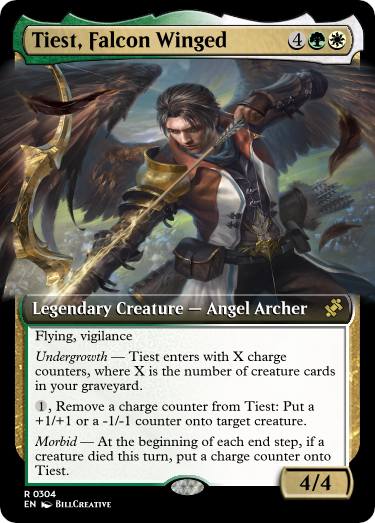 Tiest, Falcon Winged 4
Legendary Creature — Angel Archer
Flying, vigilance
Undergrowth — Tiest enters with X charge
counters, where X is the number of creature cards
in your graveyard.
1, Remove a charge counter from Tiest: Put a
+1/+1 or a -1/-1 counter onto target creature.
Morbid — At the beginning of each end step, if a
creature died this turn, put a charge counter onto
Tiest.
4/4
R 0304
EN BillCreative